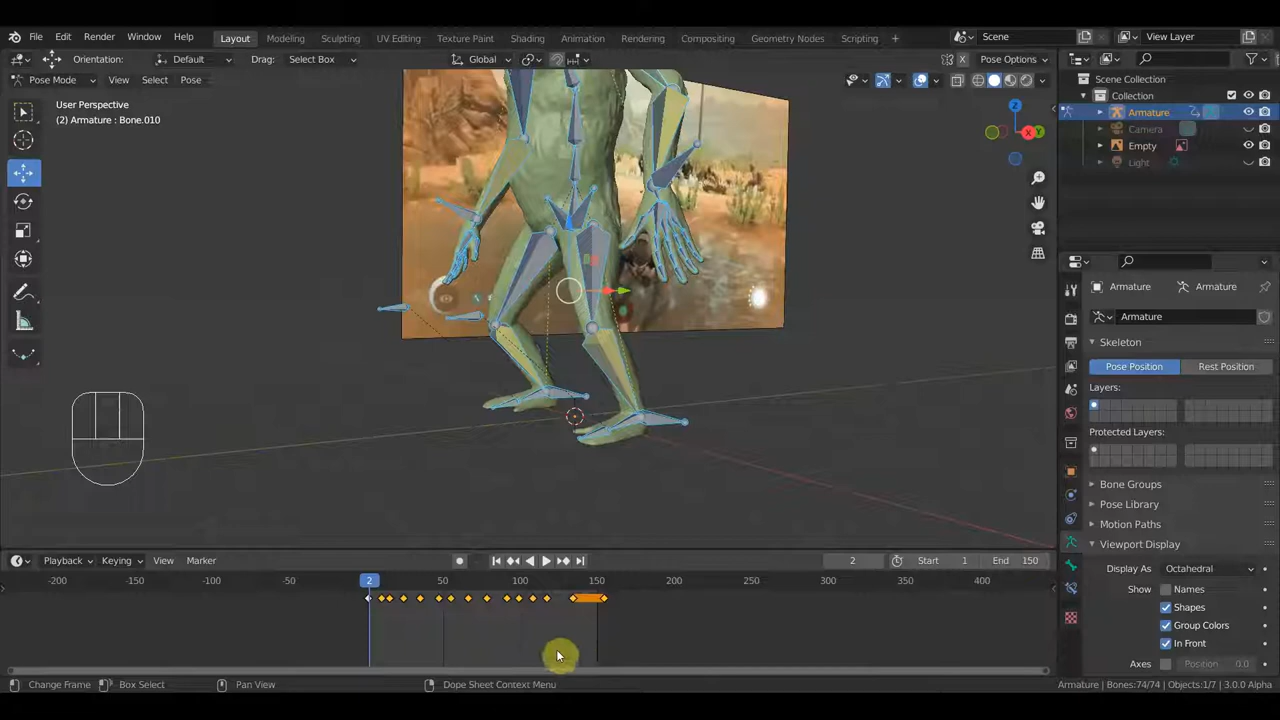 File Edit Render Window Help Layout Modeling Sculpting UV Editing Texture Paint Shading Animation Rendering Compositing Geometry Nodes Scripting + Scene View Layer
Orientation: Default Drag: Select Box Global Pose Options
Pose Mode View Select Pose
User Perspective
(2) Armature : Bone.010
X
Y
Z
Scene Collection
Collection
Armature
Camera
Empty
Light
Armature Armature
Armature
Skeleton
Pose Position Rest Position
Layers:
Protected Layers:
Bone Groups
Pose Library
Motion Paths
Viewport Display
Display As Octahedral
Show Names
Shapes
Group Colors
In Front
Axes Position 0.0
Playback Keying View Marker 2 Start 1 End 150
-200 -150 -100 -50 2 50 100 150 200 250 300 350 400
Change Frame Box Select Pan View Dope Sheet Context Menu Armature | Bones:74/74 | Objects:1/7 | 3.0.0 Alpha